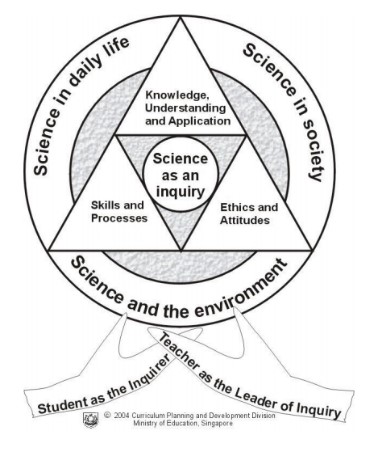 Science in daily life
Science in society
Knowledge,
Understanding
and Application
Science
as an
inquiry
Skills and
Processes
Ethics and
Attitudes
Science and the environment
Student as the Inquirer
Teacher as the Leader of Inquiry
© 2004 Curriculum Planning and Development Division
Ministry of Education, Singapore